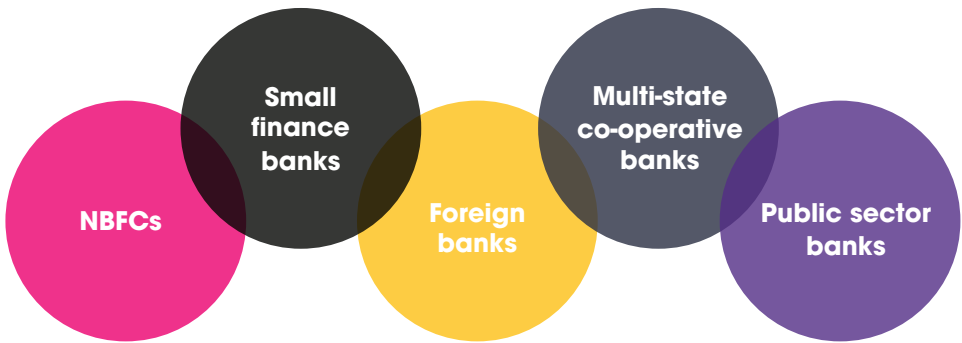 NBFCs
Small
finance
banks
Foreign
banks
Multi-state
co-operative
banks
Public sector
banks